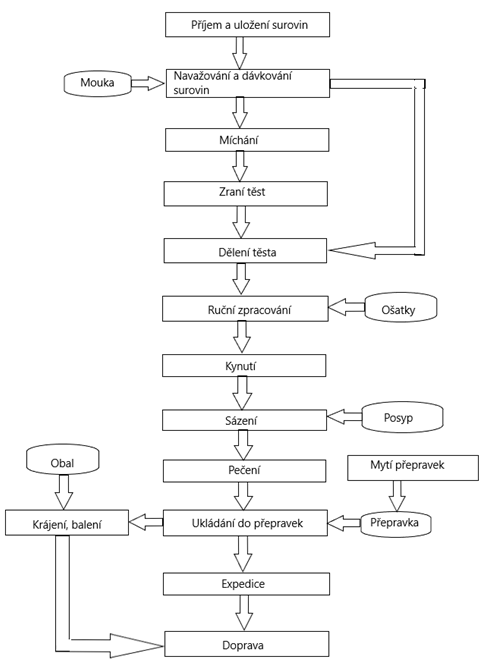 Příjem a uložení surovin
Mouka
Navažování a dávkování
surovin
Míchání
Zraní těst
Dělení těsta
Ruční zpracování
Ošatky
Kynutí
Sázení
Posyp
Obal
Pečení
Mytí přepravek
Krájení, balení
Ukládání do přepravek
Přepravka
Expedice
Doprava